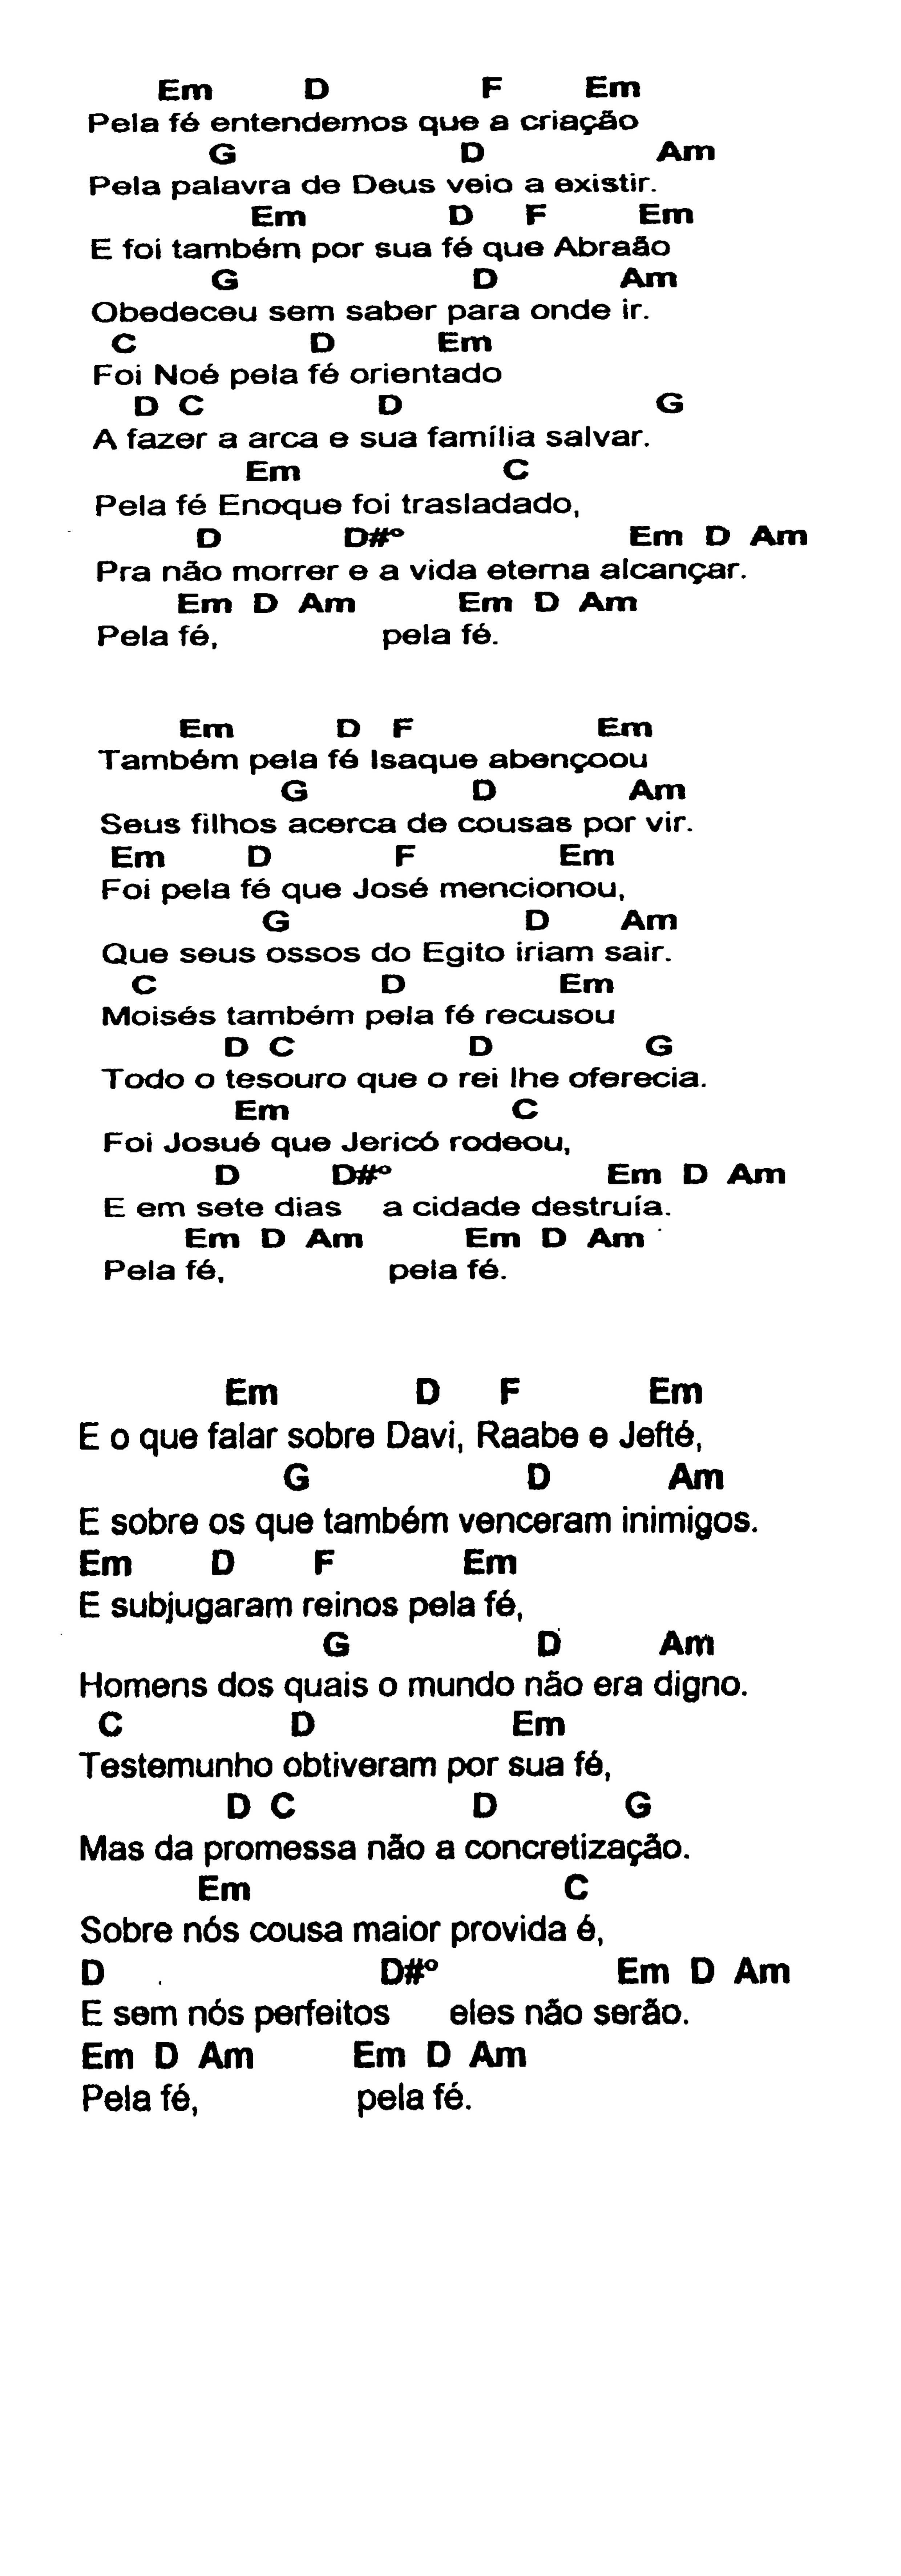 Em D F Em
Pela fé entendemos que a criação
G D Am
Pela palavra de Deus veio a existir.
Em D F Em
E foi também por sua fé que Abraão
G D Am
Obedeceu sem saber para onde ir.
C D Em
Foi Noé pela fé orientado
D C D G
A fazer a arca e sua família salvar.
Em C
Pela fé Enoque foi trasladado,
D D#º Em D Am
Pra não morrer e a vida eterna alcançar.
Em D Am Em D Am
Pela fé, pela fé.
Em D F Em
Também pela fé Isaque abençoou
G D Am
Seus filhos acerca de cousas por vir.
Em D F Em
Foi pela fé que José mencionou,
G D Am
Que seus ossos do Egito iriam sair.
C D Em
Moisés também pela fé recusou
D C D G
Todo o tesouro que o rei lhe oferecia.
Em C
Foi Josué que Jericó rodeou,
D D#º Em D Am
E em sete dias a cidade destruía.
Em D Am Em D Am
Pela fé, pela fé.
Em D F Em
E o que falar sobre Davi, Raabe e Jefté,
G D Am
E sobre os que também venceram inimigos.
Em D F Em
E subjugaram reinos pela fé,
G D Am
Homens dos quais o mundo não era digno.
C D Em
Testemunho obtiveram por sua fé,
D C D G
Mas da promessa não a concretização.
Em C
Sobre nós cousa maior provida é,
D D#º Em D Am
E sem nós perfeitos eles não serão.
Em D Am Em D Am
Pela fé, pela fé.